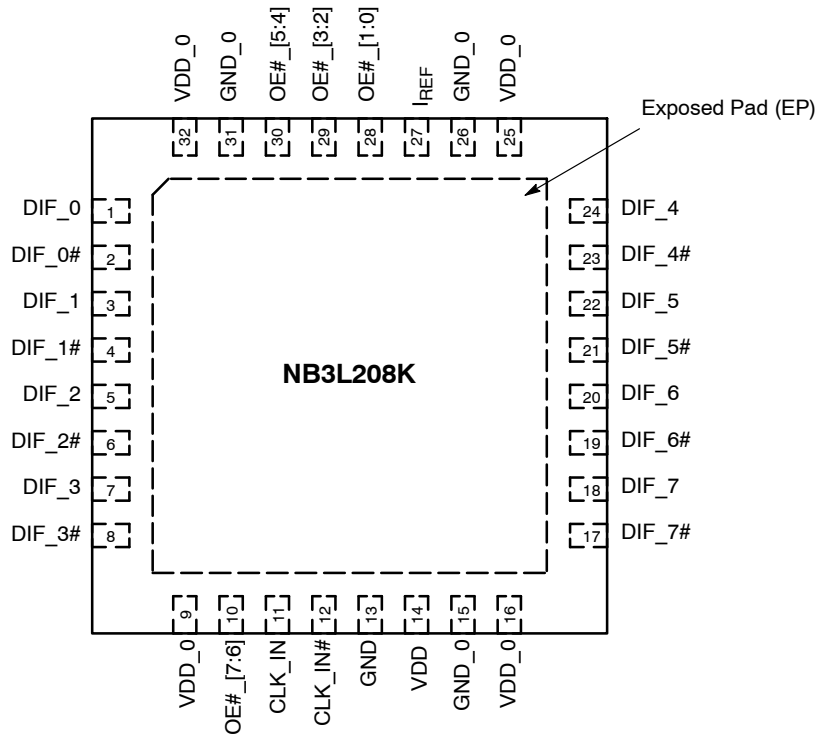 VDD_0
GND_0
OE#_[5:4]
OE#_[3:2]
OE#_[1:0]
IREF
GND_0
VDD_0
Exposed Pad (EP)
32
31
30
29
28
27
26
25
DIF_0 1
DIF_0# 2
DIF_1 3
DIF_1# 4
DIF_2 5
DIF_2# 6
DIF_3 7
DIF_3# 8
NB3L208K
24 DIF_4
23 DIF_4#
22 DIF_5
21 DIF_5#
20 DIF_6
19 DIF_6#
18 DIF_7
17 DIF_7#
9
10
11
12
13
14
15
16
VDD_0
OE#_[7:6]
CLK_IN
CLK_IN#
GND
VDD
GND_0
VDD_0